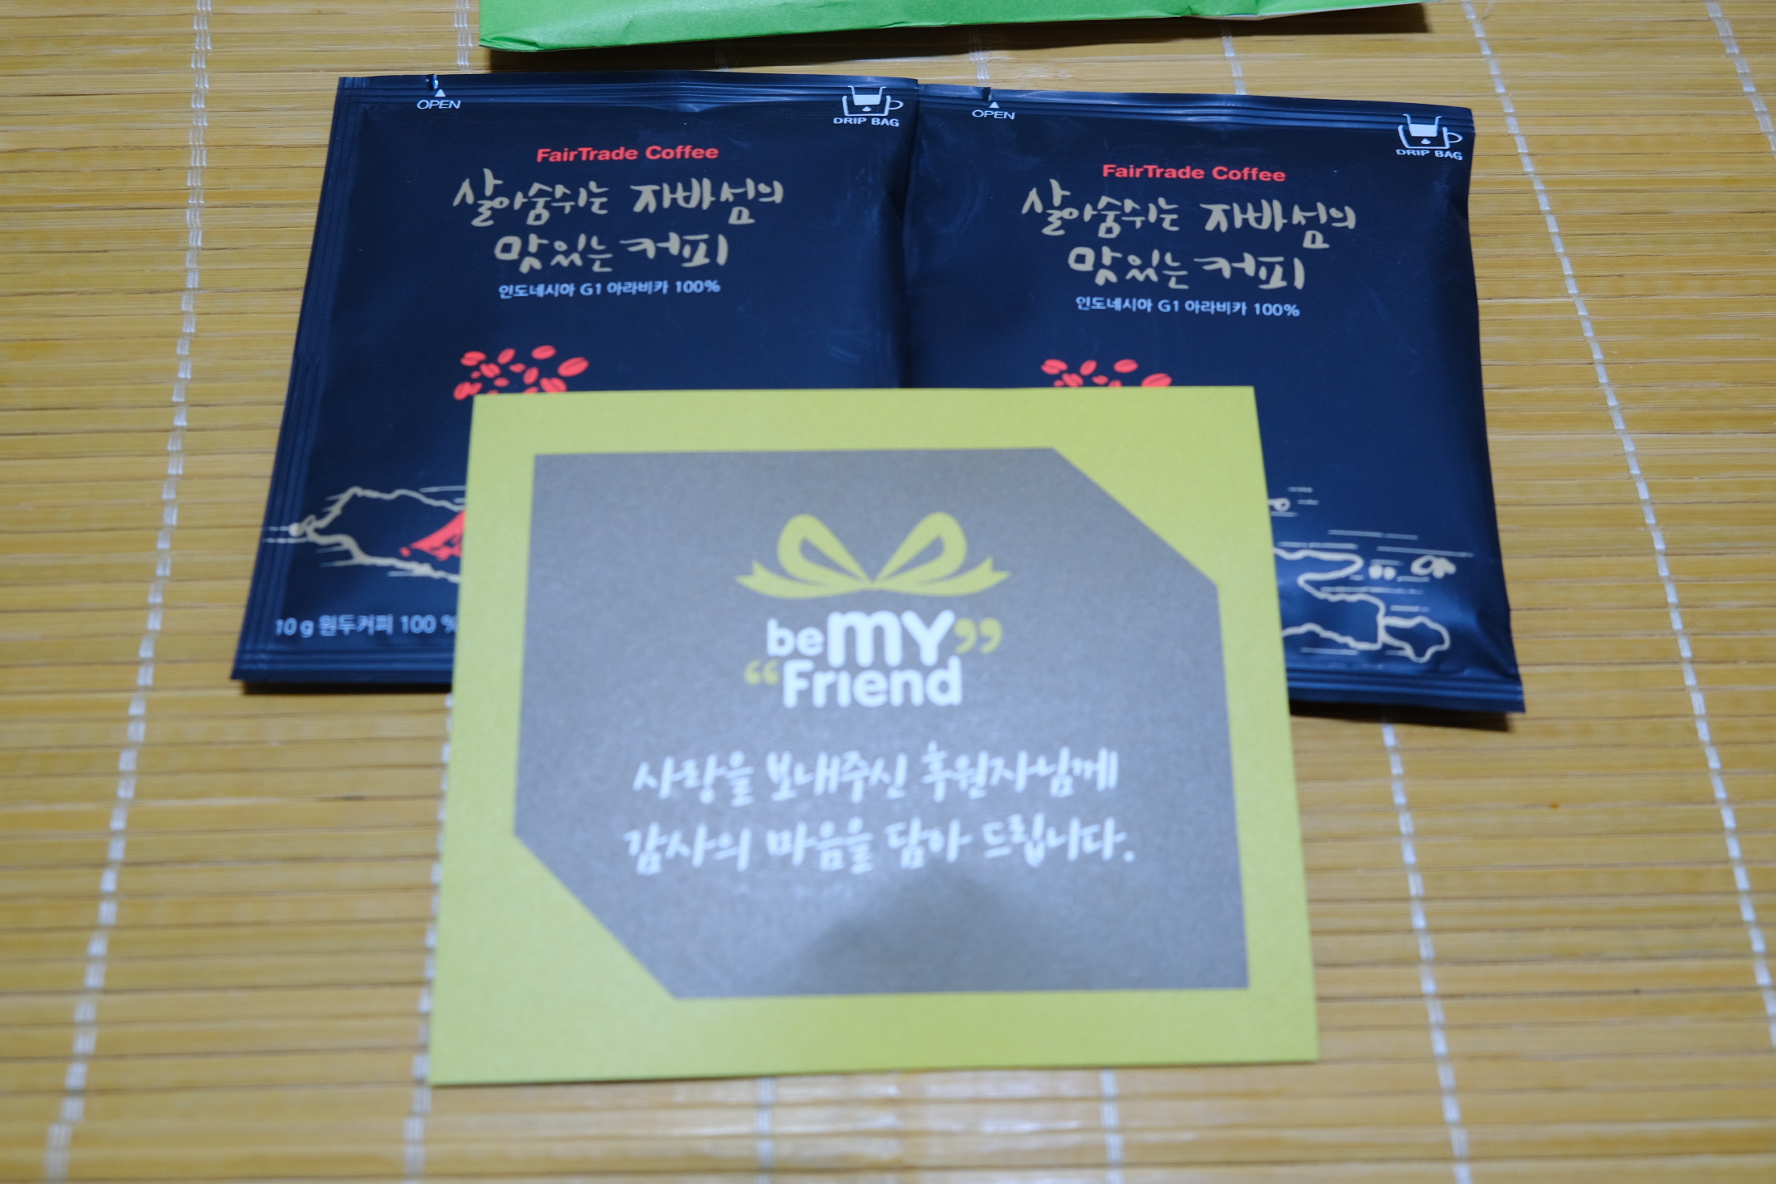 OPEN
DRIP BAG
FairTrade Coffee
살아숨쉬는 자바섬의
맛있는 커피
인도네시아 G1 아라비카 100%
10 g 원두커피 100 %
OPEN
DRIP BAG
FairTrade Coffee
살아숨쉬는 자바섬의
맛있는 커피
인도네시아 G1 아라비카 100%
be MY”
“Friend
사랑을 보내주신 후원자님께
감사의 마음을 담아 드립니다.